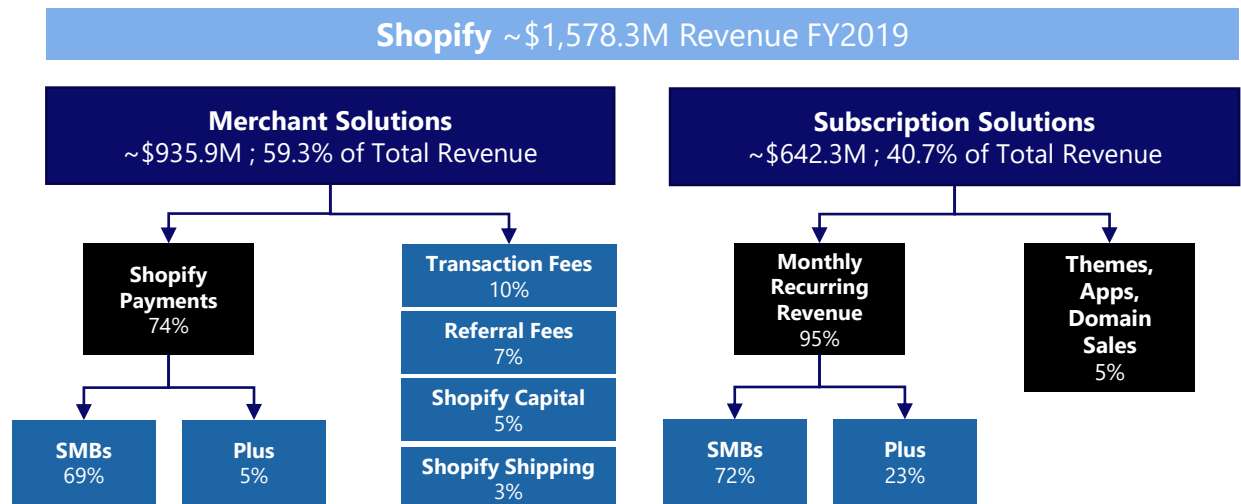 Shopify ~$1,578.3M Revenue FY2019
Merchant Solutions
~$935.9M ; 59.3% of Total Revenue
Subscription Solutions
~$642.3M ; 40.7% of Total Revenue
Shopify
Payments
74%
Transaction Fees
10%
Referral Fees
7%
Shopify Capital
5%
Shopify Shipping
3%
SMBs
69%
Plus
5%
Monthly
Recurring
Revenue
95%
Themes,
Apps,
Domain
Sales
5%
SMBs
72%
Plus
23%